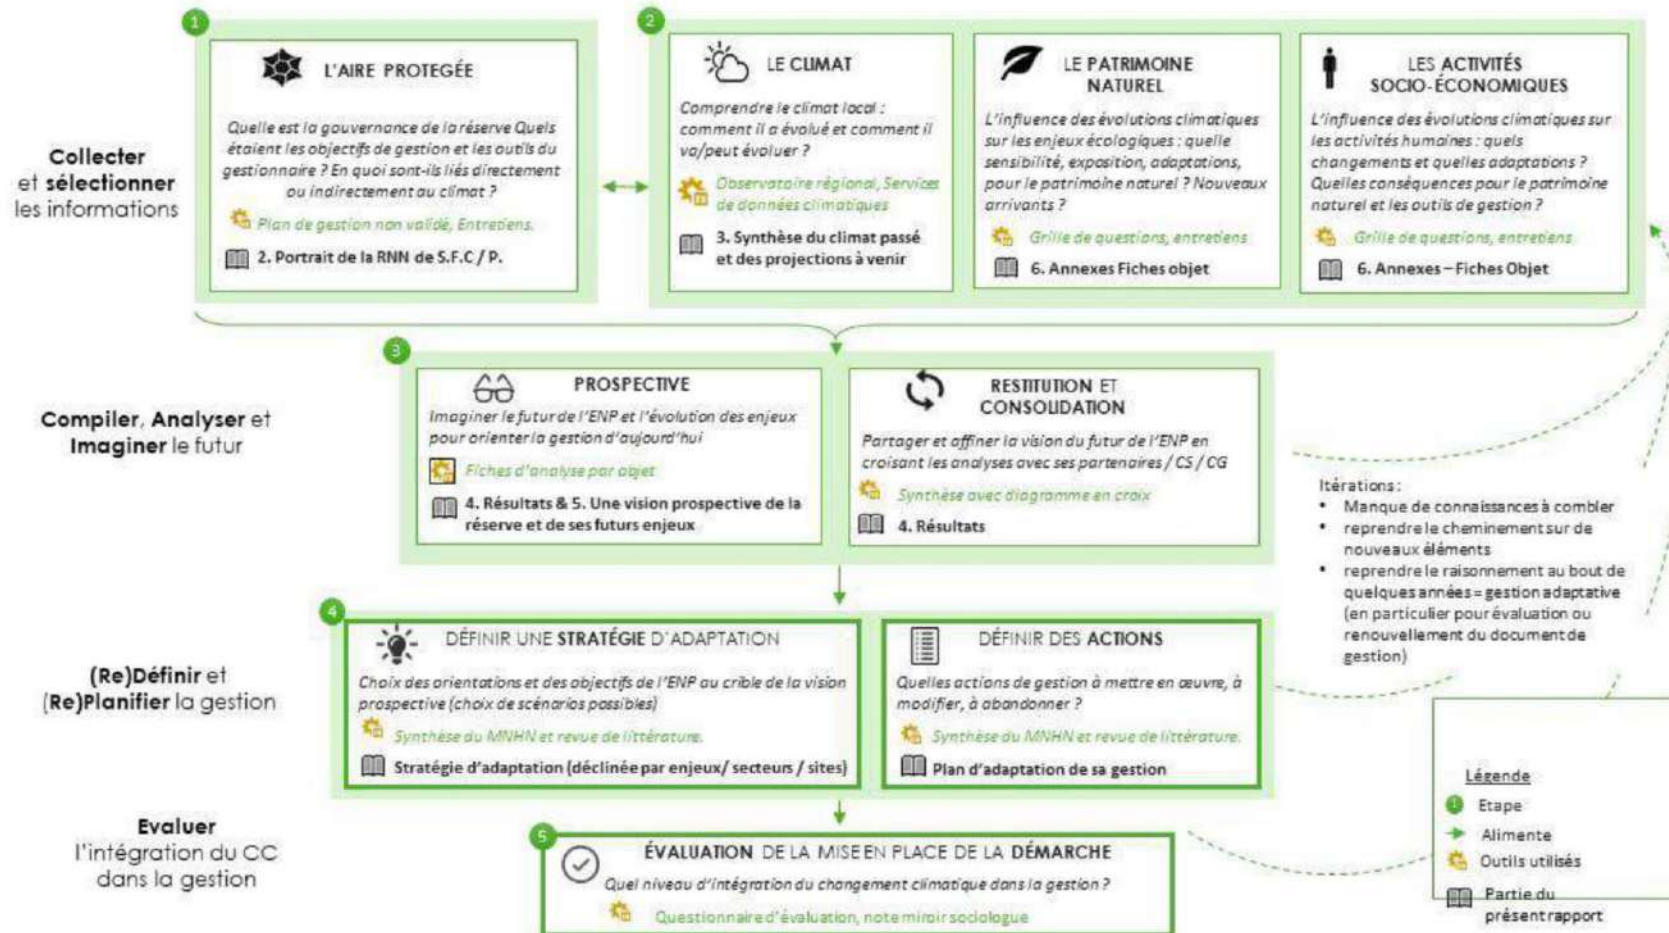 1
2
L'AIRE PROTEGÉE
Quelle est la gouvernance de la réserve Quels
étaient les objectifs de gestion et les outils du
gestionnaire ? En quoi sont-ils liés directement
ou indirectement au climat ?
Plan de gestion non validé, Entretiens.
2. Portrait de la RNN de S.F.C / P.
LE CLIMAT
Comprendre le climat local :
comment il a évolué et comment il
va/peut évoluer ?
Observatoire régional, Services
de données climatiques
3. Synthèse du climat passé
et des projections à venir
LE PATRIMOINE
NATUREL
L'influence des évolutions climatiques
sur les enjeux écologiques : quelle
sensibilité, exposition, adaptations,
pour le patrimoine naturel ? Nouveaux
arrivants ?
Grille de questions, entretiens
6. Annexes Fiches objet
LES ACTIVITÉS
SOCIO-ÉCONOMIQUES
L'influence des évolutions climatiques sur
les activités humaines : quels
changements et quelles adaptations ?
Quelles conséquences pour le patrimoine
naturel et les outils de gestion ?
Grille de questions, entretiens
6. Annexes – Fiches Objet
Collecter
et sélectionner
les informations
3
Compiler, Analyser et
Imaginer le futur
PROSPECTIVE
Imaginer le futur de l'ENP et l'évolution des enjeux
pour orienter la gestion d'aujourd'hui
Fiches d'analyse par objet
4. Résultats & 5. Une vision prospective de la
réserve et de ses futurs enjeux
RESTITUTION ET
CONSOLIDATION
Partager et affiner la vision du futur de l'ENP en
croisant les analyses avec ses partenaires / CS / CG
Synthèse avec diagramme en croix
4. Résultats
Itérations :
• Manque de connaissances à combler
• reprendre le cheminement sur de
nouveaux éléments
• reprendre le raisonnement au bout de
quelques années = gestion adaptative
(en particulier pour évaluation ou
renouvellement du document de
gestion)
4
(Re)Définir et
(Re)Planifier la gestion
DÉFINIR UNE STRATÉGIE D'ADAPTATION
Choix des orientations et des objectifs de l'ENP au crible de la vision
prospective (choix de scénarios possibles)
Synthèse du MNHN et revue de littérature.
Stratégie d'adaptation (déclinée par enjeux/ secteurs / sites)
DÉFINIR DES ACTIONS
Quelles actions de gestion à mettre en œuvre, à
modifier, à abandonner ?
Synthèse du MNHN et revue de littérature.
Plan d'adaptation de sa gestion
Evaluer
l'intégration du CC
dans la gestion
5
ÉVALUATION DE LA MISE EN PLACE DE LA DÉMARCHE
Quel niveau d'intégration du changement climatique dans la gestion ?
Questionnaire d'évaluation, note miroir sociologue
Légende
1 Etape
Alimente
Outils utilisés
Partie du
présent rapport